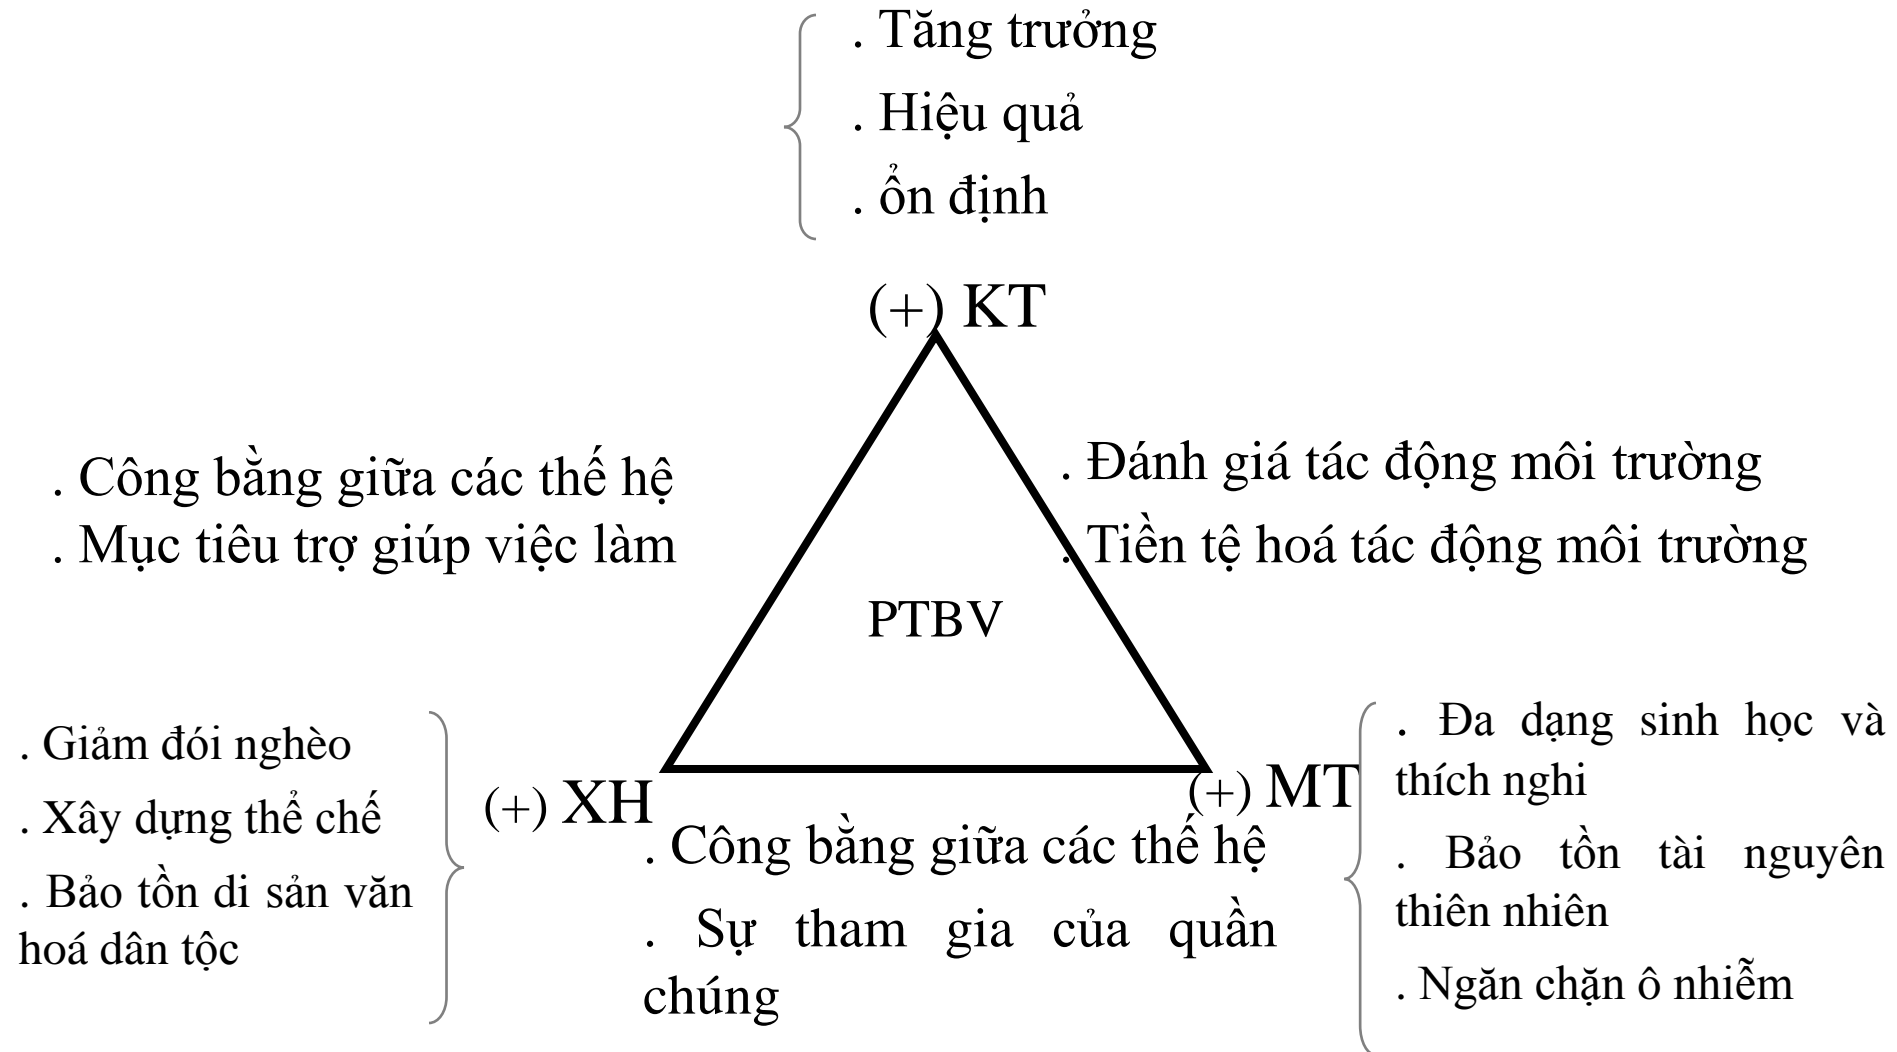 . Tăng trưởng
. Hiệu quả
. ổn định
(+) KT
. Công bằng giữa các thế hệ
. Mục tiêu trợ giúp việc làm
. Đánh giá tác động môi trường
. Tiền tệ hoá tác động môi trường
PTBV
. Giảm đói nghèo
. Xây dựng thể chế
. Bảo tồn di sản văn
hoá dân tộc
(+) XH
(+) MT
. Công bằng giữa các thế hệ
. Sự tham gia của quần
chúng
. Đa dạng sinh học và
thích nghi
. Bảo tồn tài nguyên
thiên nhiên
. Ngăn chặn ô nhiễm